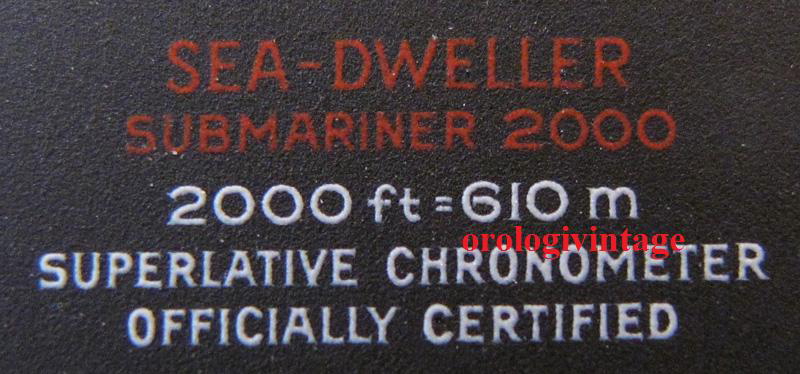 SEA-DWELLER
SUBMARINER 2000
2000 ft = 610 m
orologivintage
SUPERLATIVE CHRONOMETER
OFFICIALLY CERTIFIED